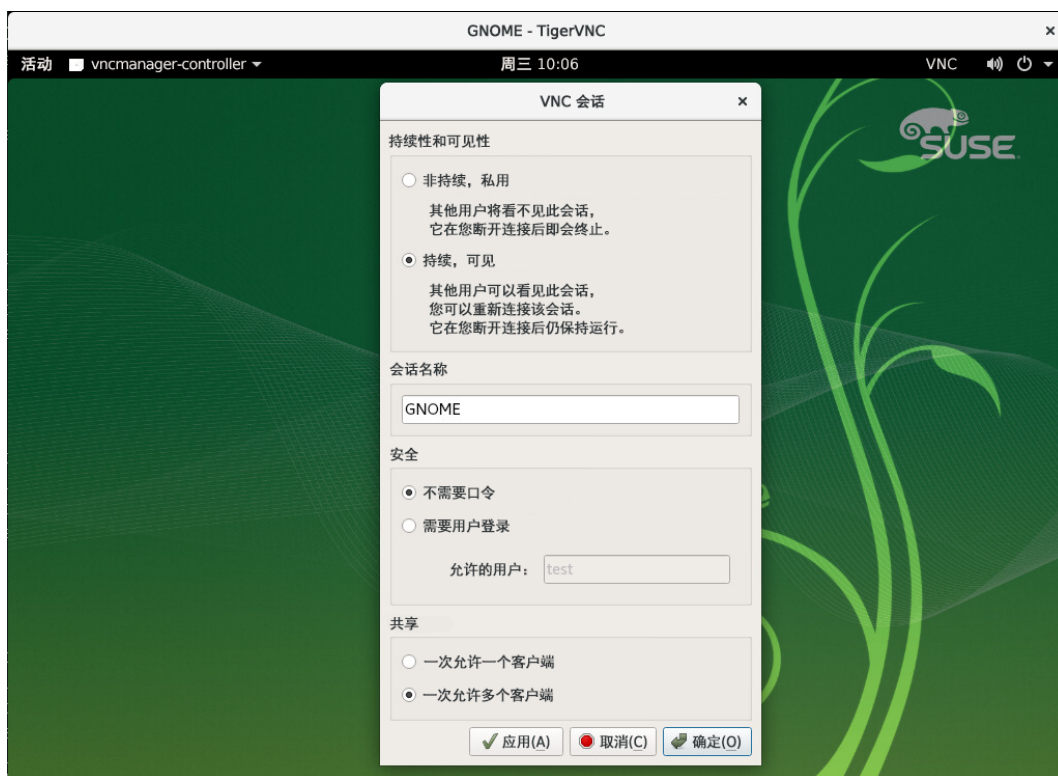 GNOME - TigerVNC
活动 vncmanager-controller 周三 10:06 VNC
VNC 会话
SUSE
持续性和可见性
非持续，私用
其他用户将看不见此会话，
它在您断开连接后即会终止。
持续，可见
其他用户可以看见此会话，
您可以重新连接该会话。
它在您断开连接后仍保持运行。
会话名称
GNOME
安全
不需要口令
需要用户登录
允许的用户： test
共享
一次允许一个客户端
一次允许多个客户端
应用(A) 取消(C) 确定(O)